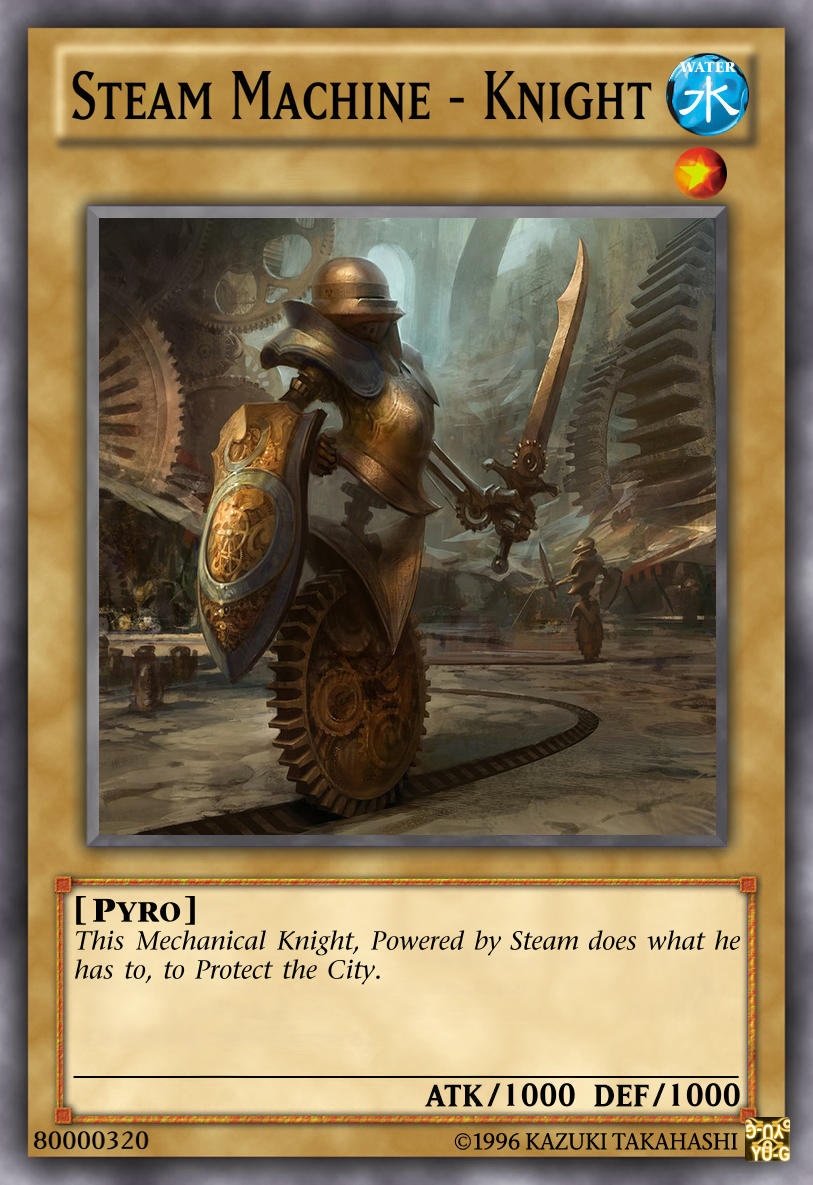 Steam Machine - Knight
WATER
水
[ Pyro ]
This Mechanical Knight, Powered by Steam does what he
has to, to Protect the City.
ATK/1000 DEF/1000
80000320
©1996 KAZUKI TAKAHASHI